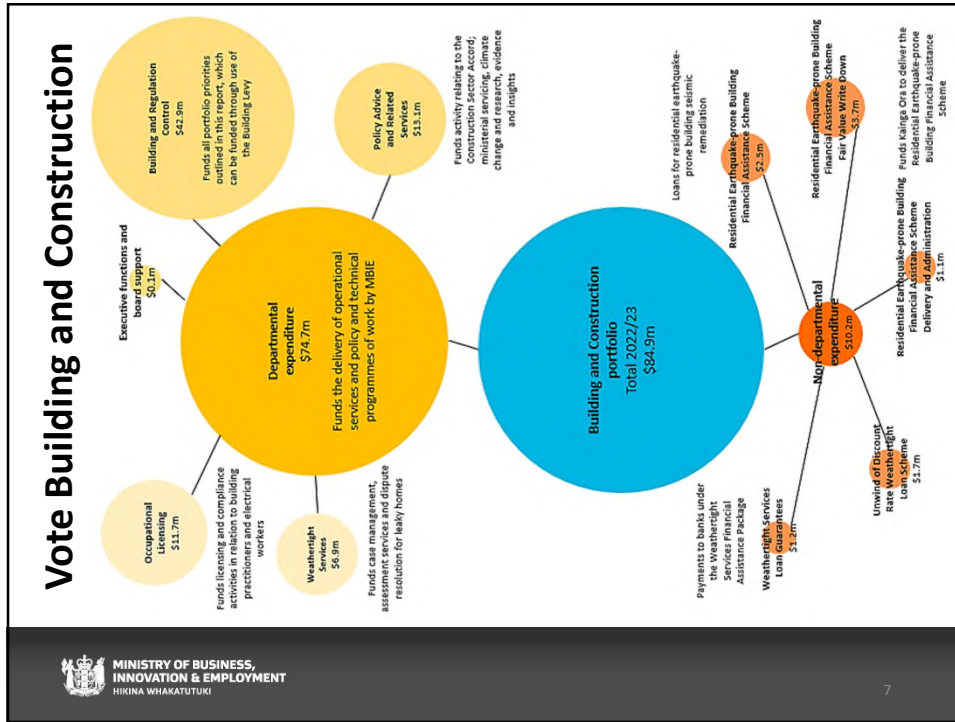 Vote Building and Construction
Executive functions and
board support
$0.1m
Building and Regulation
Control
$42.9m
Funds all portfolio priorities
outlined in this report, which
can be funded through use of
the Building Levy
Occupational
Licensing
$11.7m
Funds licensing and compliance
activities in relation to building
practitioners and electrical
workers
Departmental
expenditure
$74.7m
Funds the delivery of operational
services and policy and technical
programmes of work by MBIE
Policy Advice
and Related
Services
$13.1m
Funds activity relating to the
Construction Sector Accord;
ministerial servicing, climate
change and research, evidence
and insights
Weathertight
Services
$6.9m
Funds case management,
assessment services and dispute
resolution for leaky homes
Building and Construction
portfolio
Total 2022/23
$84.9m
Payments to banks under
the Weathertight
Services Financial
Assistance Package
Weathertight Services
Loan Guarantees
$1.2m
Loans for residential earthquake-
prone building seismic
remediation
Residential Earthquake-prone Building
Financial Assistance Scheme
$2.5m
Non-departmental
expenditure
$10.2m
Residential Earthquake-prone Building
Financial Assistance Scheme
Fair Value Write Down
$3.7m
Unwind of Discount
Rate Weathertight
Loan Scheme
$1.7m
Residential Earthquake-prone Building
Financial Assistance Scheme
Delivery and Administration
$1.1m
Funds Kainga Ora to deliver the
Residential Earthquake-prone
Building Financial Assistance
Scheme
MINISTRY OF BUSINESS,
INNOVATION & EMPLOYMENT
HIKINA WHAKATUTUKI
7